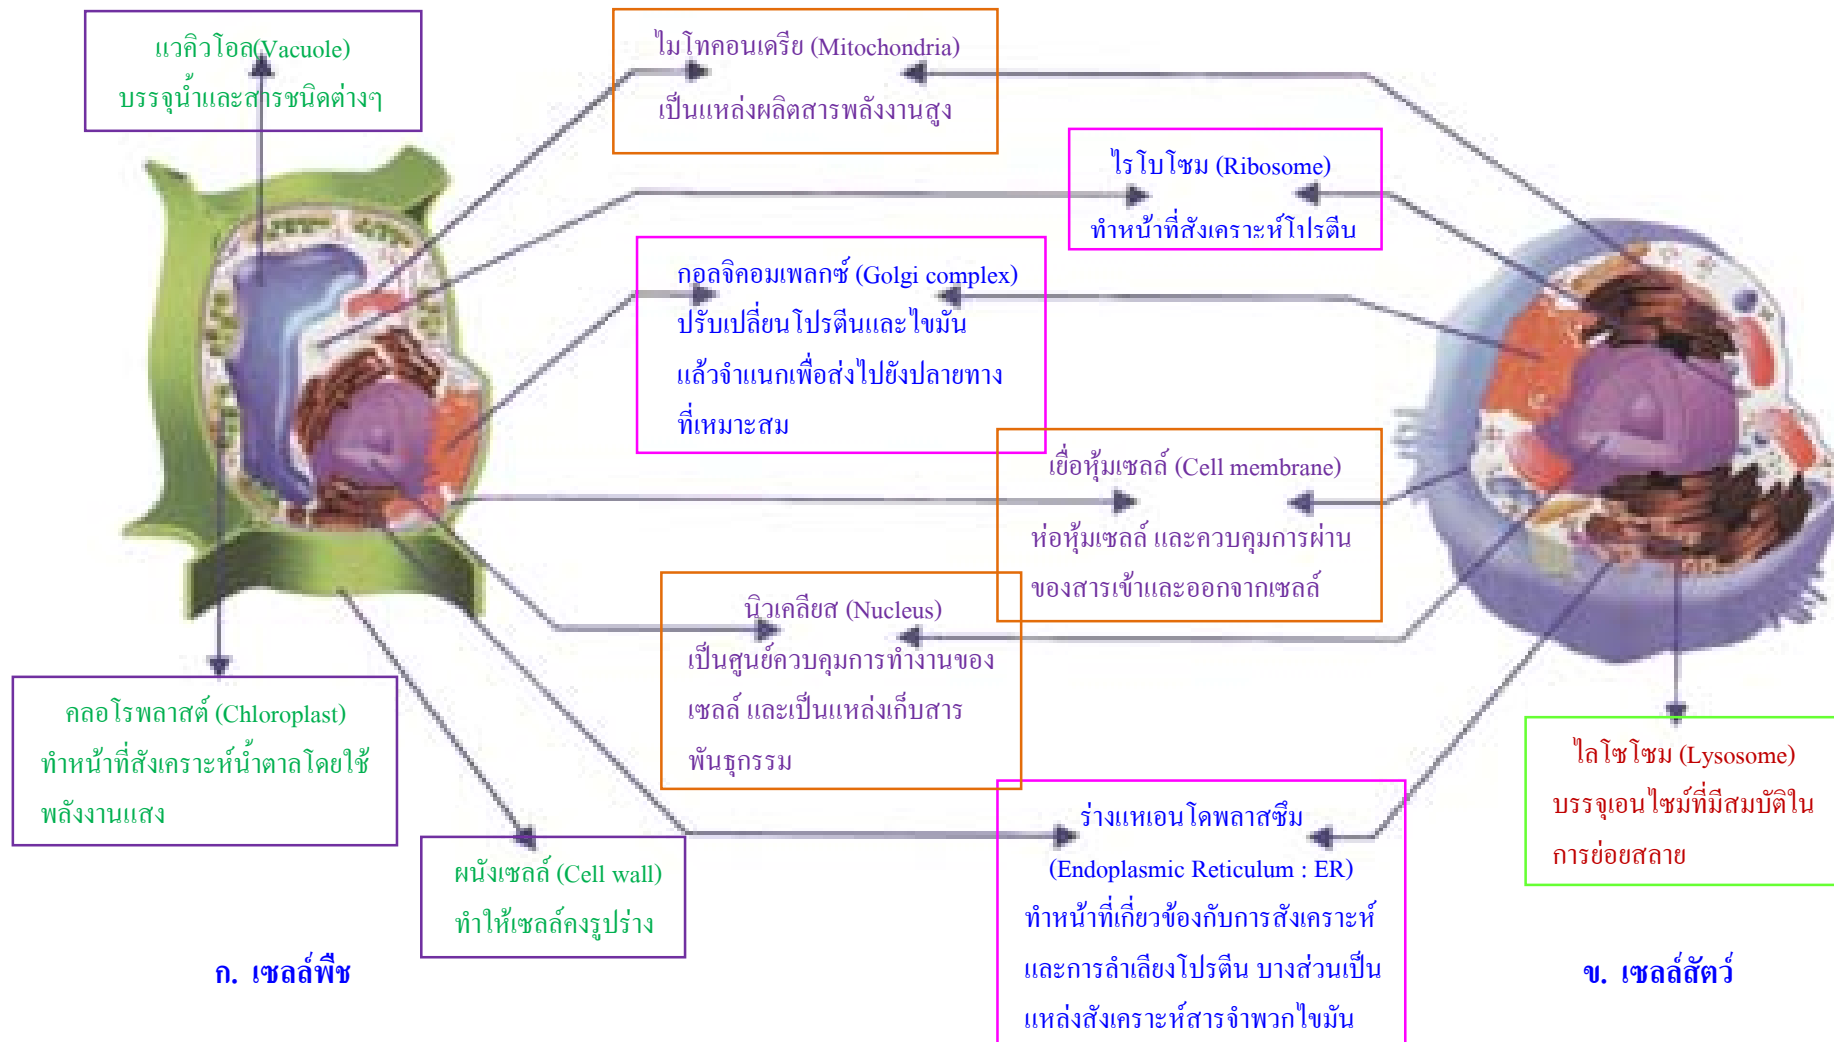 แวคิวโอล(Vacuole)
บรรจุน้ำและสารชนิดต่างๆ
ไมโทคอนเดรีย (Mitochondria)
เป็นแหล่งผลิตสารพลังงานสูง
ไรโบโซม (Ribosome)
ทำหน้าที่สังเคราะห์โปรตีน
กอลจิคอมเพลกซ์ (Golgi complex)
ปรับเปลี่ยนโปรตีนและไขมัน
แล้วจำแนกเพื่อส่งไปยังปลายทาง
ที่เหมาะสม
เยื่อหุ้มเซลล์ (Cell membrane)
ห่อหุ้มเซลล์ และควบคุมการผ่าน
ของสารเข้าและออกจากเซลล์
นิวเคลียส (Nucleus)
เป็นศูนย์ควบคุมการทำงานของ
เซลล์ และเป็นแหล่งเก็บสาร
พันธุกรรม
คลอโรพลาสต์ (Chloroplast)
ทำหน้าที่สังเคราะห์น้ำตาลโดยใช้
พลังงานแสง
ไลโซโซม (Lysosome)
บรรจุเอนไซม์ที่มีสมบัติใน
การย่อยสลาย
ผนังเซลล์ (Cell wall)
ทำให้เซลล์คงรูปร่าง
ร่างแหเอนโดพลาสซึม
(Endoplasmic Reticulum : ER)
ทำหน้าที่เกี่ยวข้องกับการสังเคราะห์
และการลำเลียงโปรตีน บางส่วนเป็น
แหล่งสังเคราะห์สารจำพวกไขมัน
ก. เซลล์พืช
ข. เซลล์สัตว์